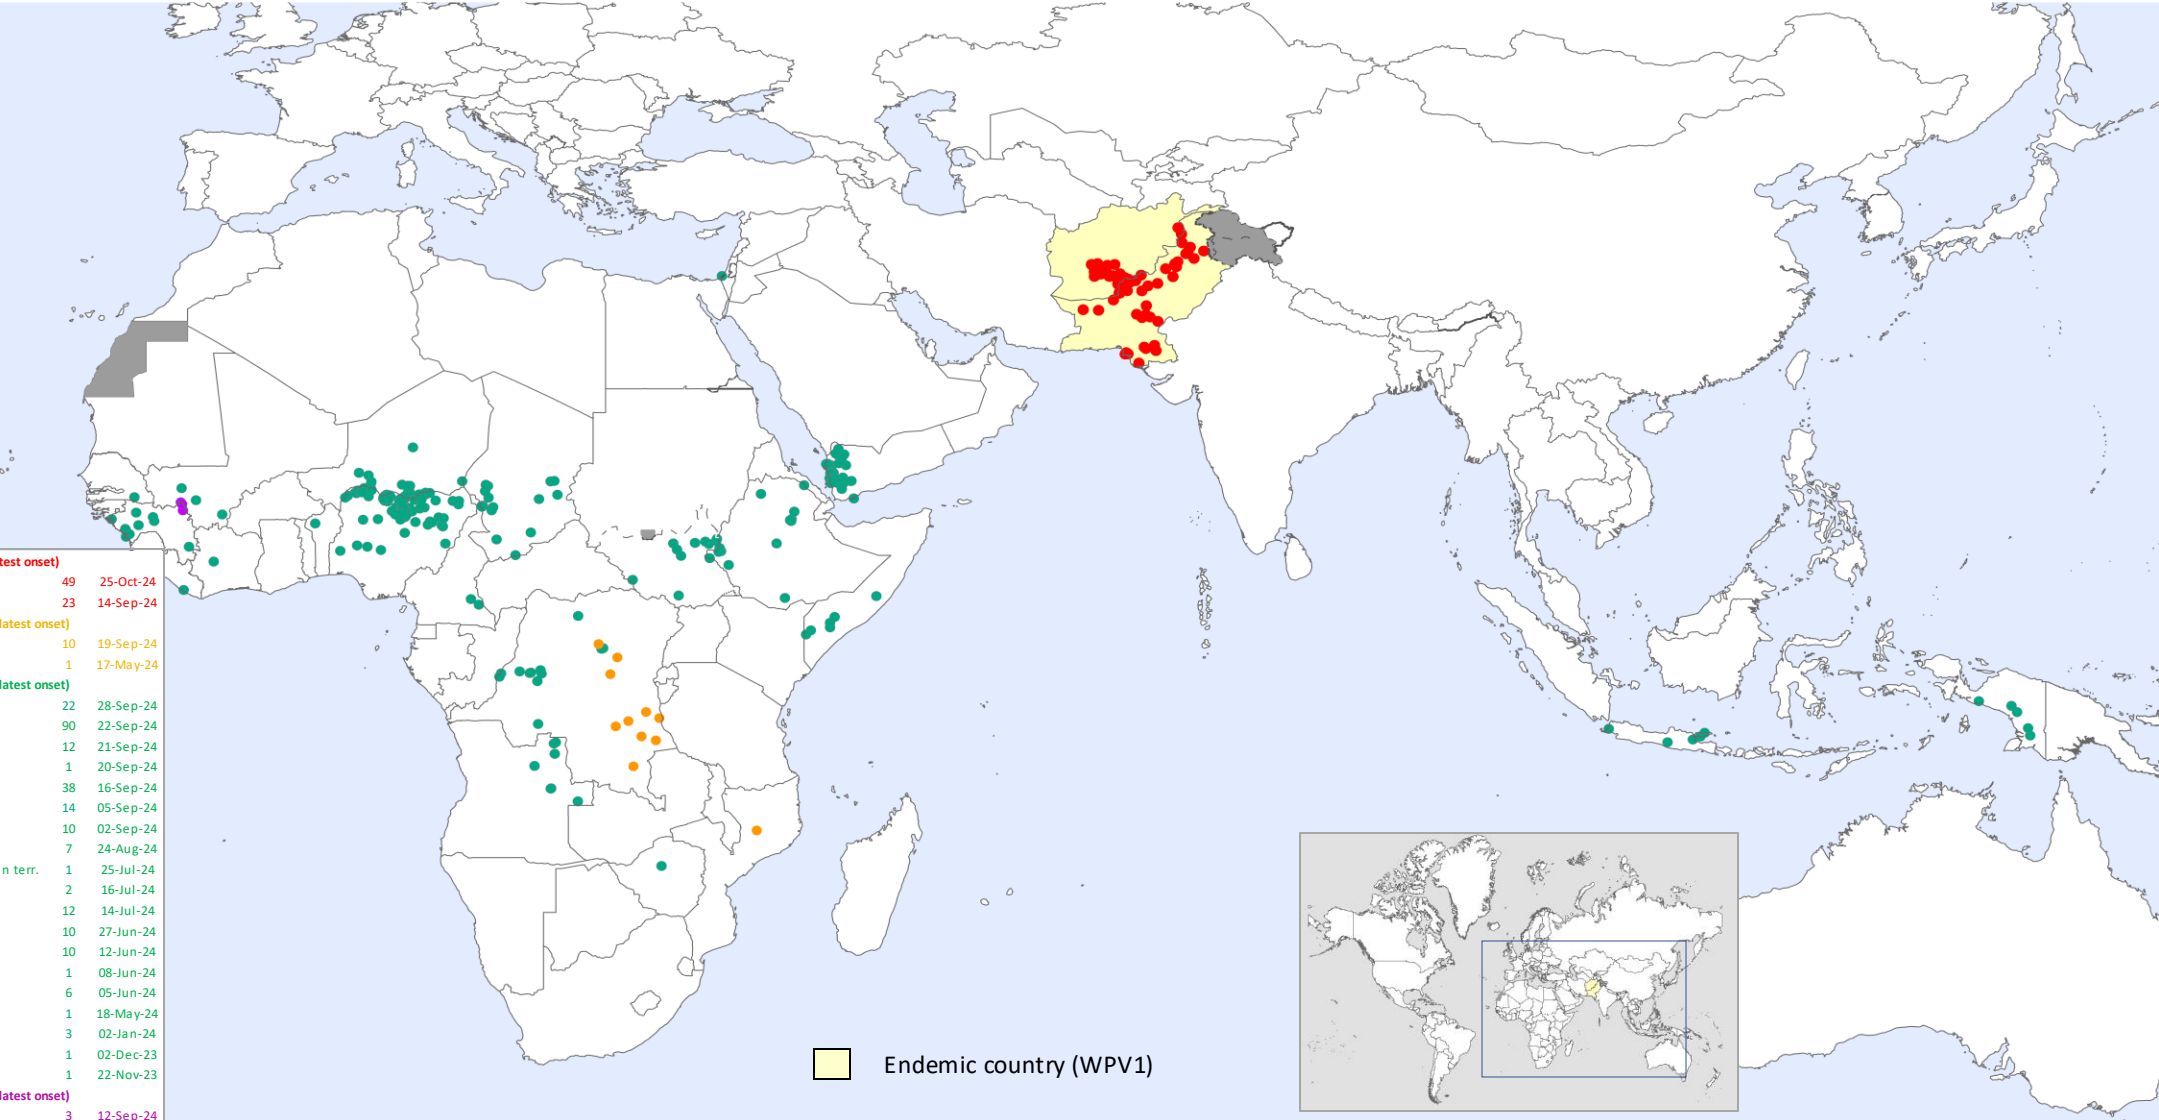 test onset)
49 25-Oct-24
23 14-Sep-24
latest onset)
10 19-Sep-24
1 17-May-24
latest onset)
22 28-Sep-24
90 22-Sep-24
12 21-Sep-24
1 20-Sep-24
38 16-Sep-24
14 05-Sep-24
10 02-Sep-24
7 24-Aug-24
n terr. 1 25-Jul-24
2 16-Jul-24
12 14-Jul-24
10 27-Jun-24
10 12-Jun-24
1 08-Jun-24
6 05-Jun-24
1 18-May-24
3 02-Jan-24
1 02-Dec-23
1 22-Nov-23
latest onset)
3 12-Sep-24
Endemic country (WPV1)